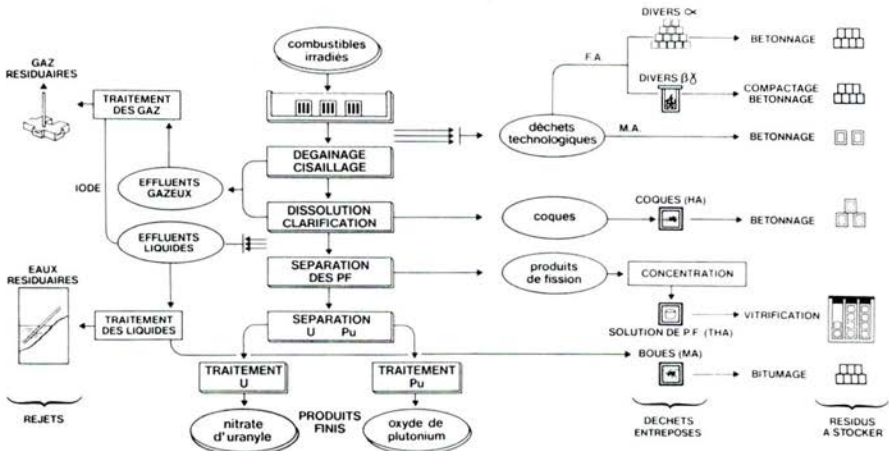 GAZ
RESIDUAIRES
TRAITEMENT
DES GAZ
IODE
EFFLUENTS
GAZEUX
EFFLUENTS
LIQUIDES
EAUX
RESIDUAIRES
TRAITEMENT
DES LIQUIDES
REJETS
combustibles
irradiés
DEGAINAGE
CISAILLAGE
DISSOLUTION
CLARIFICATION
SEPARATION
DES PF
SEPARATION
U Pu
TRAITEMENT
U
TRAITEMENT
Pu
nitrate
d'uranyle
PRODUITS
FINIS
oxyde de
plutonium
déchets
technologiques
F.A.
M.A.
DIVERS ∝
BETONNAGE
DIVERS βɣ
COMPACTAGE
BETONNAGE
BETONNAGE
coques
COQUES (HA)
BETONNAGE
produits
de fission
CONCENTRATION
SOLUTION DE P.F. (THA)
VITRIFICATION
BOUES (MA)
BITUMAGE
DECHETS
ENTREPOSES
RESIDUS
A STOCKER